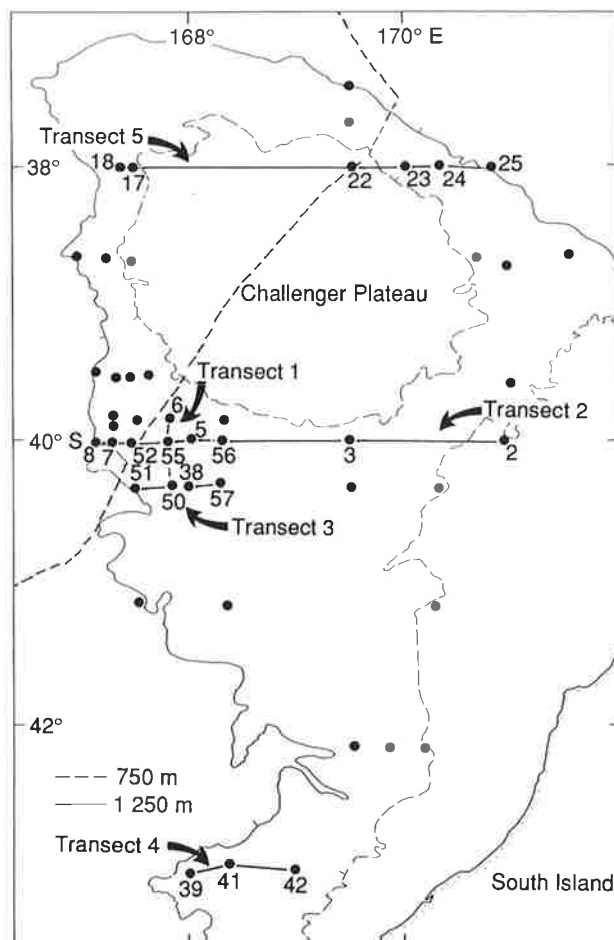 168° 170° E
Transect 5
38°
18 17 22 23 24 25
Challenger Plateau
Transect 1
6
Transect 2
5
40° S
8 7 52 55 56 3 2
51 38
50 57
Transect 3
42°
750 m
1 250 m
Transect 4
39 41 42
South Island